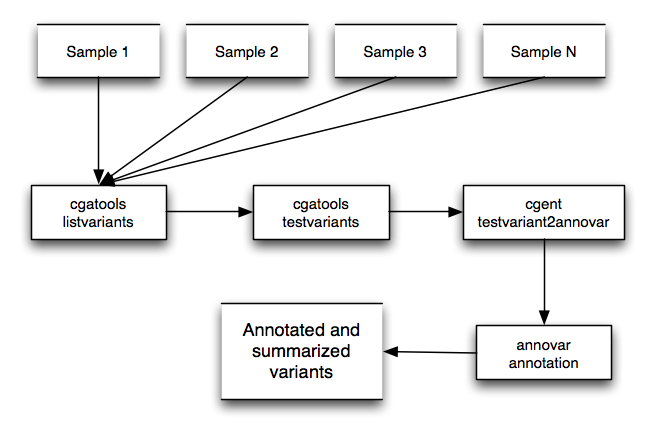 Sample 1
Sample 2
Sample 3
Sample N
cgatools
listvariants
cgatools
testvariants
cgent
testvariant2annovar
annovar
annotation
Annotated and
summarized
variants